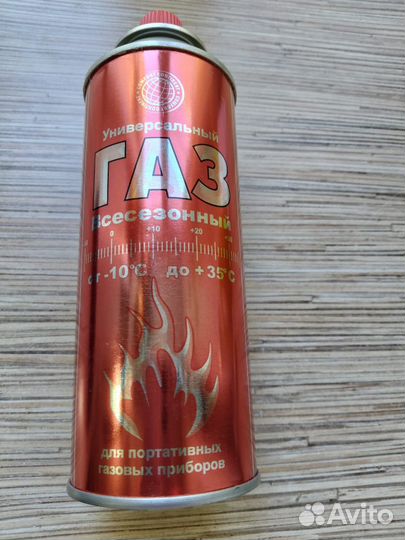 Универсальный
ГАЗ
Всесезонный
0 +10 +20
от -10°C до +35°C
для портативных
газовых приборов
Avito